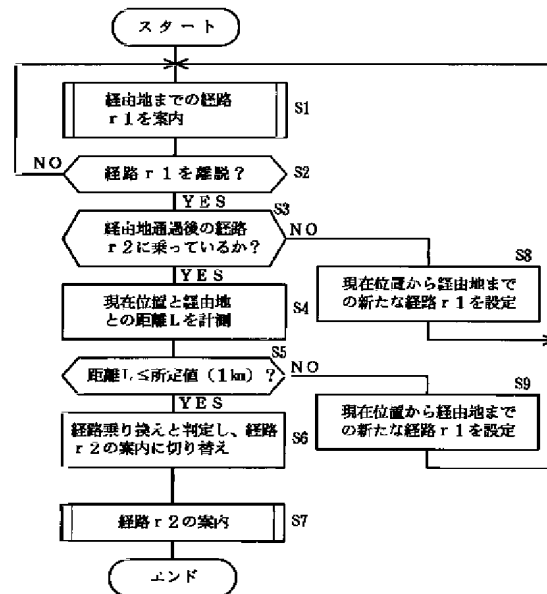 スタート
経由地までの経路
r1を案内
S1
NO
経路r1を離脱？
S2
YES
S3
経由地通過後の経路
r2に乗っているか？
NO
S8
現在位置から経由地まで
の新たな経路r1を設定
YES
現在位置と経由地
との距離Lを計測
S4
S5
距離L≤所定値（1km）？
NO
S9
現在位置から経由地まで
の新たな経路r1を設定
YES
経路乗り換えと判定し、経路
r2の案内に切り替え
S6
経路r2の案内
S7
エンド